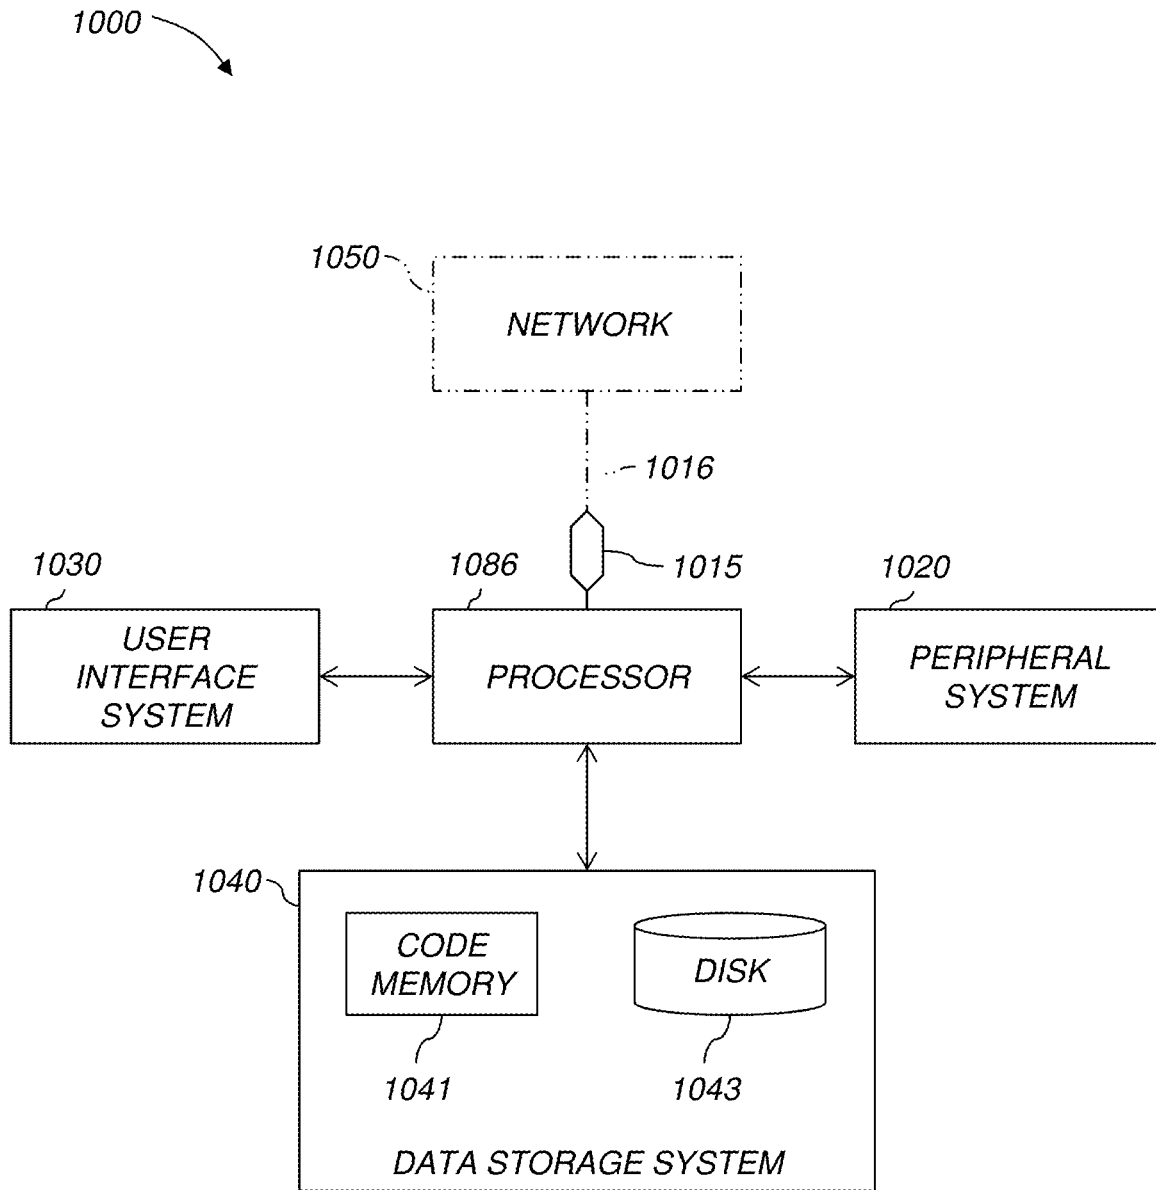 1000
1050
NETWORK
1016
1015
1030
1086
1020
USER
INTERFACE
SYSTEM
PROCESSOR
PERIPHERAL
SYSTEM
1040
CODE
MEMORY
DISK
1041
1043
DATA STORAGE SYSTEM